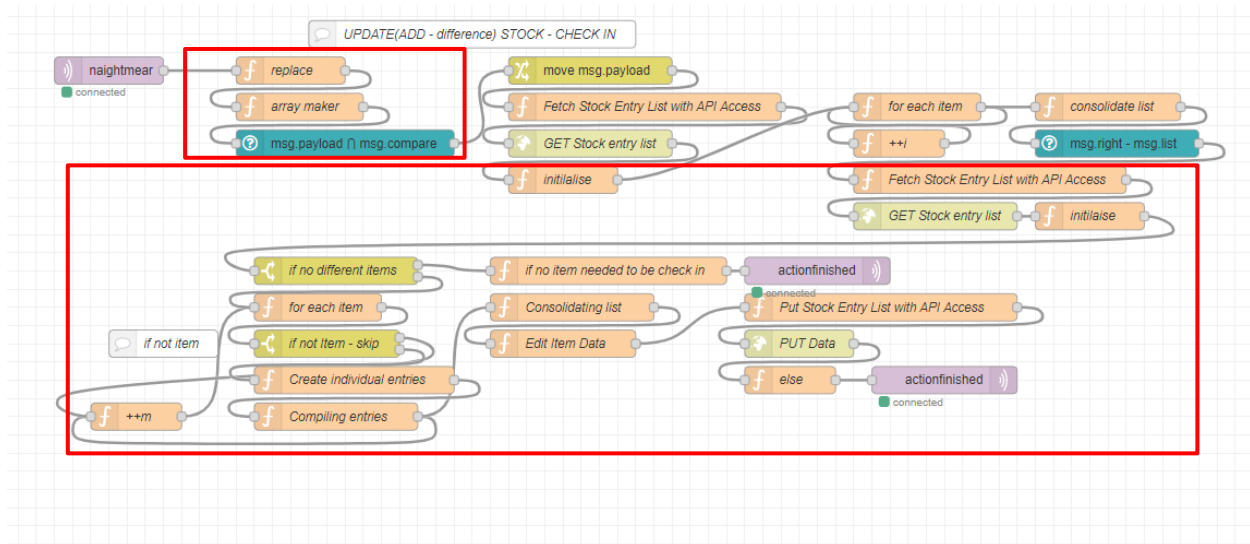 UPDATE(ADD - difference) STOCK - CHECK IN
naightmear
connected
replace
array maker
msg.payload ∩ msg.compare
move msg.payload
Fetch Stock Entry List with API Access
GET Stock entry list
initilalise
for each item
++i
consolidate list
msg.right - msg.list
Fetch Stock Entry List with API Access
GET Stock entry list
initilaise
if no different items
if no item needed to be check in
actionfinished
connected
for each item
Consolidating list
Put Stock Entry List with API Access
if not item
if not Item - skip
Edit Item Data
PUT Data
Create individual entries
else
actionfinished
connected
++m
Compiling entries